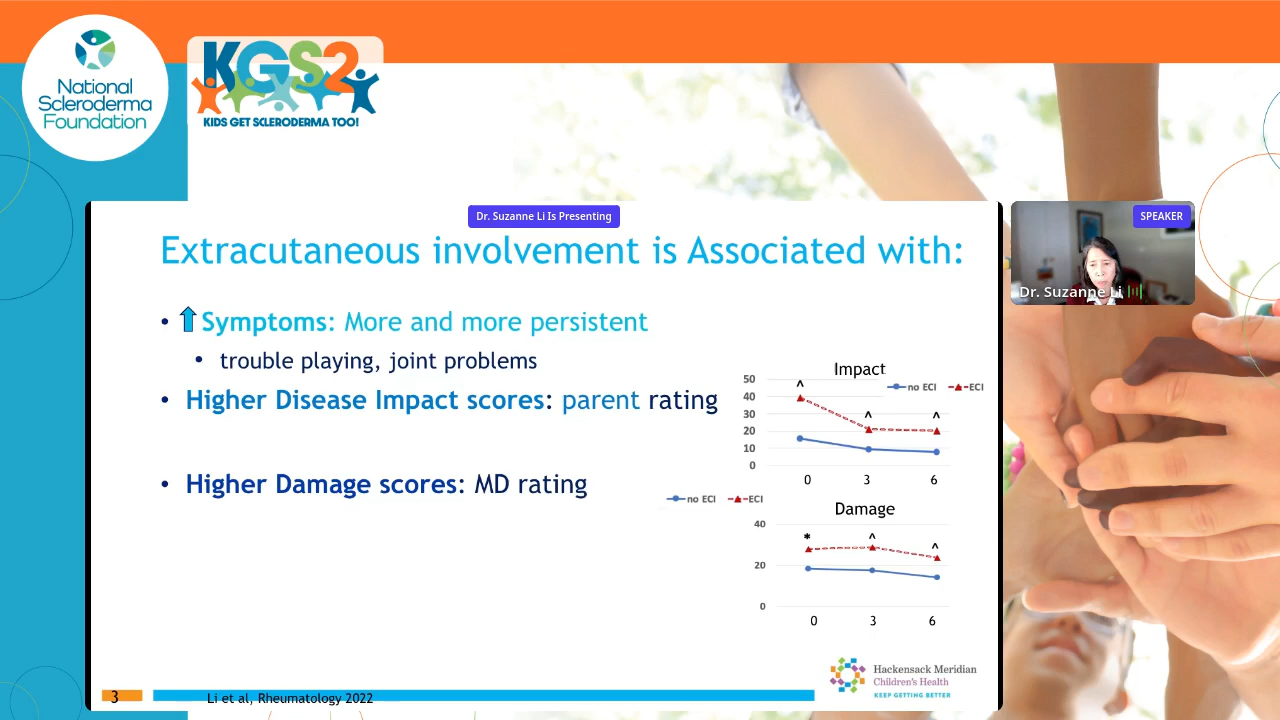 National
Scleroderma
Foundation
KGS2
KIDS GET SCLERODERMA TOO!
Dr. Suzanne Li Is Presenting
SPEAKER
Dr. Suzanne Li
Extracutaneous involvement is Associated with:
• Symptoms: More and more persistent
• trouble playing, joint problems
• Higher Disease Impact scores: parent rating
• Higher Damage scores: MD rating
Impact
no ECI ECI
50
40
30
20
10
0
^ ^ ^
0 3 6
no ECI ECI
Damage
40
20
0
* ^ ^
0 3 6
Hackensack Meridian
Children's Health
KEEP GETTING BETTER
3
Li et al, Rheumatology 2022